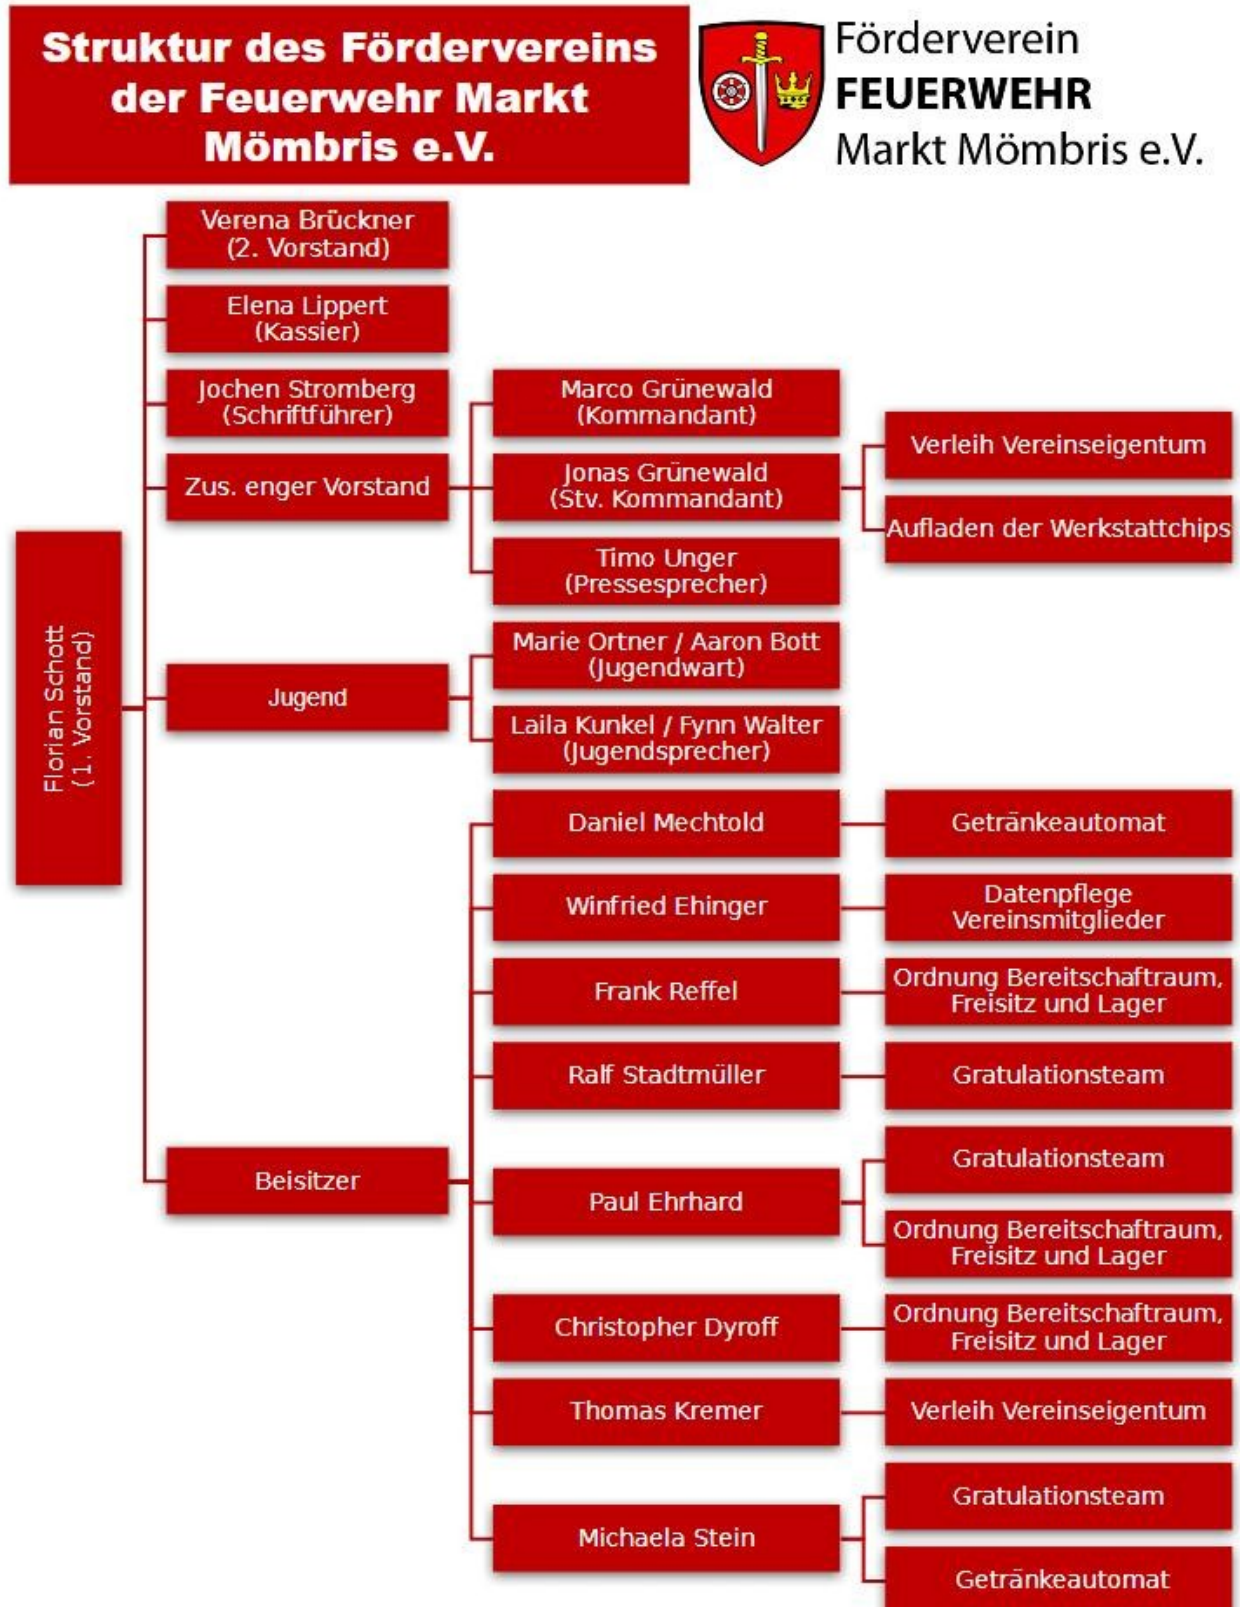 Struktur des Fördervereins
der Feuerwehr Markt
Mömbris e.V.
Förderverein
FEUERWEHR
Markt Mömbris e.V.
Florian Schott
(1. Vorstand)
Verena Brückner
(2. Vorstand)
Elena Lippert
(Kassier)
Jochen Stromberg
(Schriftführer)
Zus. enger Vorstand
Marco Grünewald
(Kommandant)
Jonas Grünewald
(Stv. Kommandant)
Verleih Vereinseigentum
Aufladen der Werkstattchips
Timo Unger
(Pressesprecher)
Jugend
Marie Ortner / Aaron Bott
(Jugendwart)
Laila Kunkel / Fynn Walter
(Jugendsprecher)
Beisitzer
Daniel Mechtold
Getränkeautomat
Winfried Ehinger
Datenpflege
Vereinsmitglieder
Frank Reffel
Ordnung Bereitschaftraum,
Freisitz und Lager
Ralf Stadtmüller
Gratulationsteam
Paul Ehrhard
Gratulationsteam
Ordnung Bereitschaftraum,
Freisitz und Lager
Christopher Dyroff
Ordnung Bereitschaftraum,
Freisitz und Lager
Thomas Kremer
Verleih Vereinseigentum
Michaela Stein
Gratulationsteam
Getränkeautomat